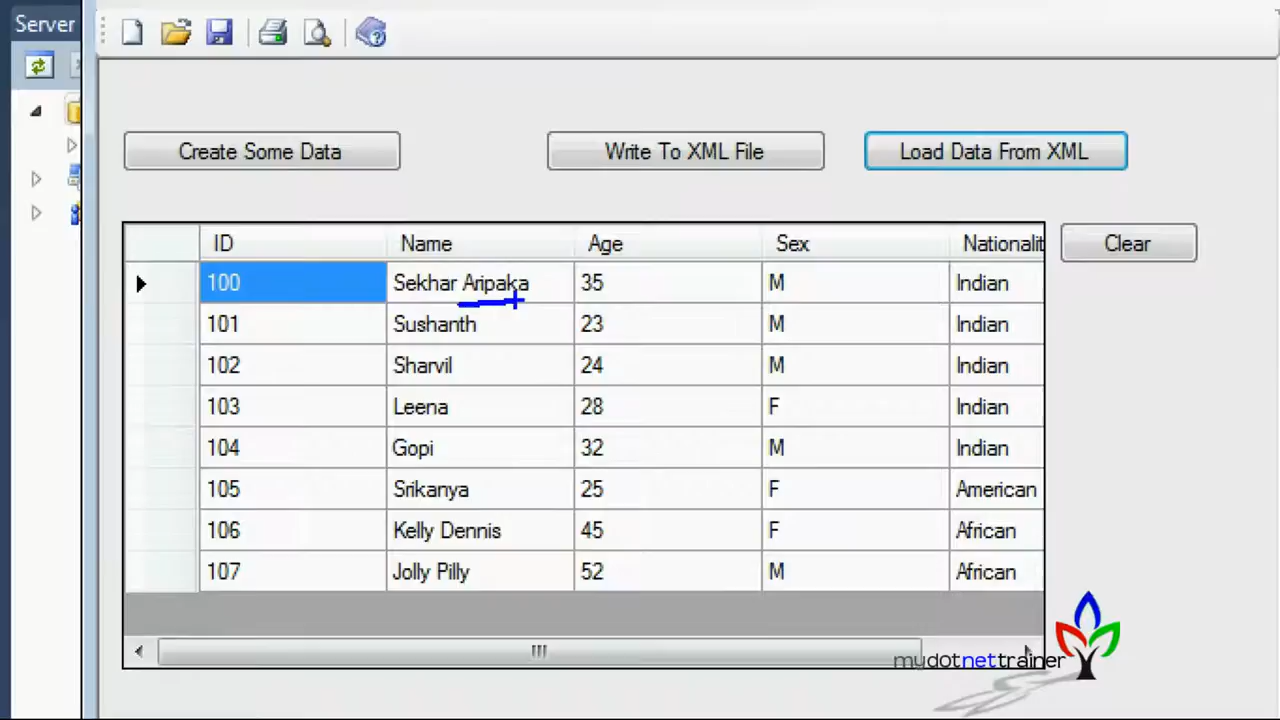 Server
Create Some Data Write To XML File Load Data From XML
ID Name Age Sex Nationalit Clear
100 Sekhar Aripaka 35 M Indian
101 Sushanth 23 M Indian
102 Sharvil 24 M Indian
103 Leena 28 F Indian
104 Gopi 32 M Indian
105 Srikanya 25 F American
106 Kelly Dennis 45 F African
107 Jolly Pilly 52 M African
mydotnettrainer